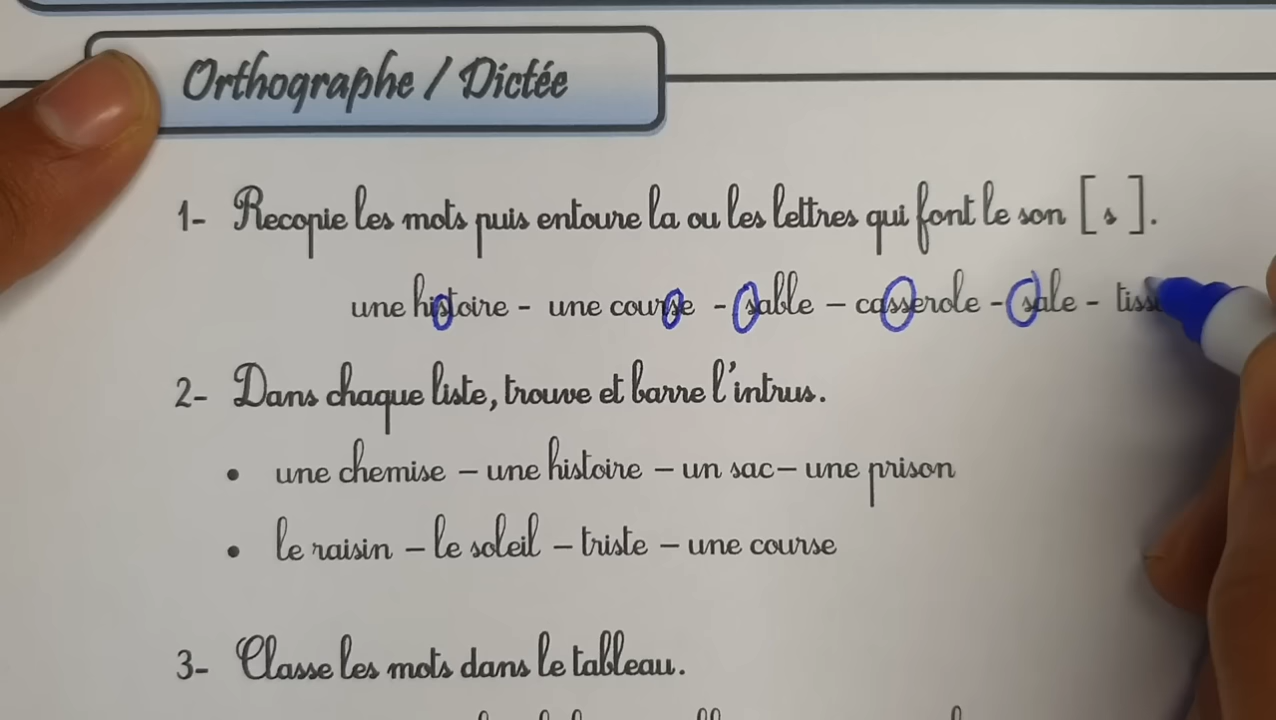 Orthographe / Dictée
1- Recopie les mots puis entoure la ou les lettres qui font le son [ s ].
une histoire - une course - sable – casserole - sale - tiss
2- Dans chaque liste, trouve et barre l'intrus.
• une chemise – une histoire – un sac – une prison
• le raisin – le soleil – triste – une course
3- Classe les mots dans le tableau.